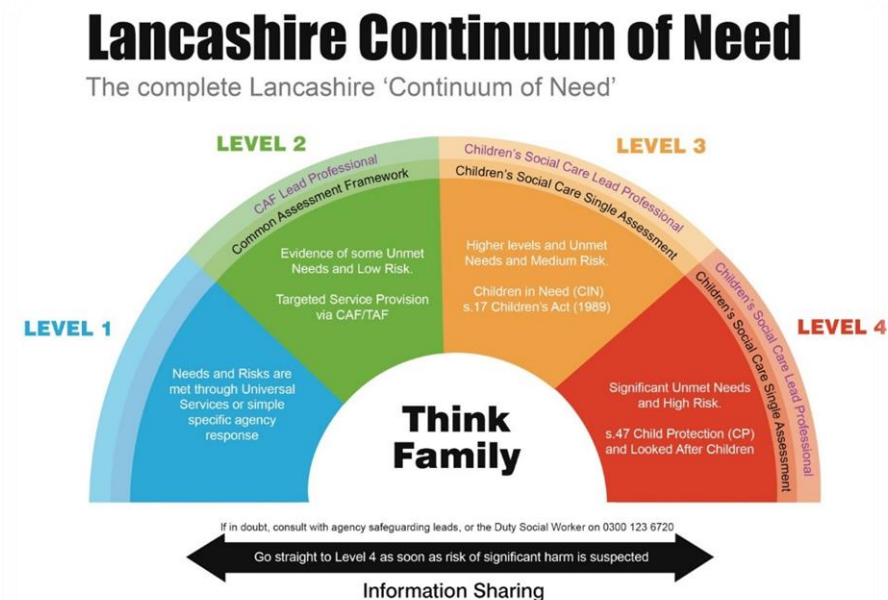 Lancashire Continuum of Need
The complete Lancashire ‘Continuum of Need’
LEVEL 1
Needs and Risks are
met through Universal
Services or simple
specific agency
response
LEVEL 2
CAF Lead Professional
Common Assessment Framework
Evidence of some Unmet
Needs and Low Risk.
Targeted Service Provision
via CAF/TAF
LEVEL 3
Children’s Social Care Lead Professional
Children’s Social Care Single Assessment
Higher levels and Unmet
Needs and Medium Risk.
Children in Need (CIN)
s.17 Children’s Act (1989)
LEVEL 4
Children’s Social Care Lead Professional
Children’s Social Care Single Assessment
Significant Unmet Needs
and High Risk.
s.47 Child Protection (CP)
and Looked After Children
Think
Family
If in doubt, consult with agency safeguarding leads, or the Duty Social Worker on 0300 123 6720
Go straight to Level 4 as soon as risk of significant harm is suspected
Information Sharing